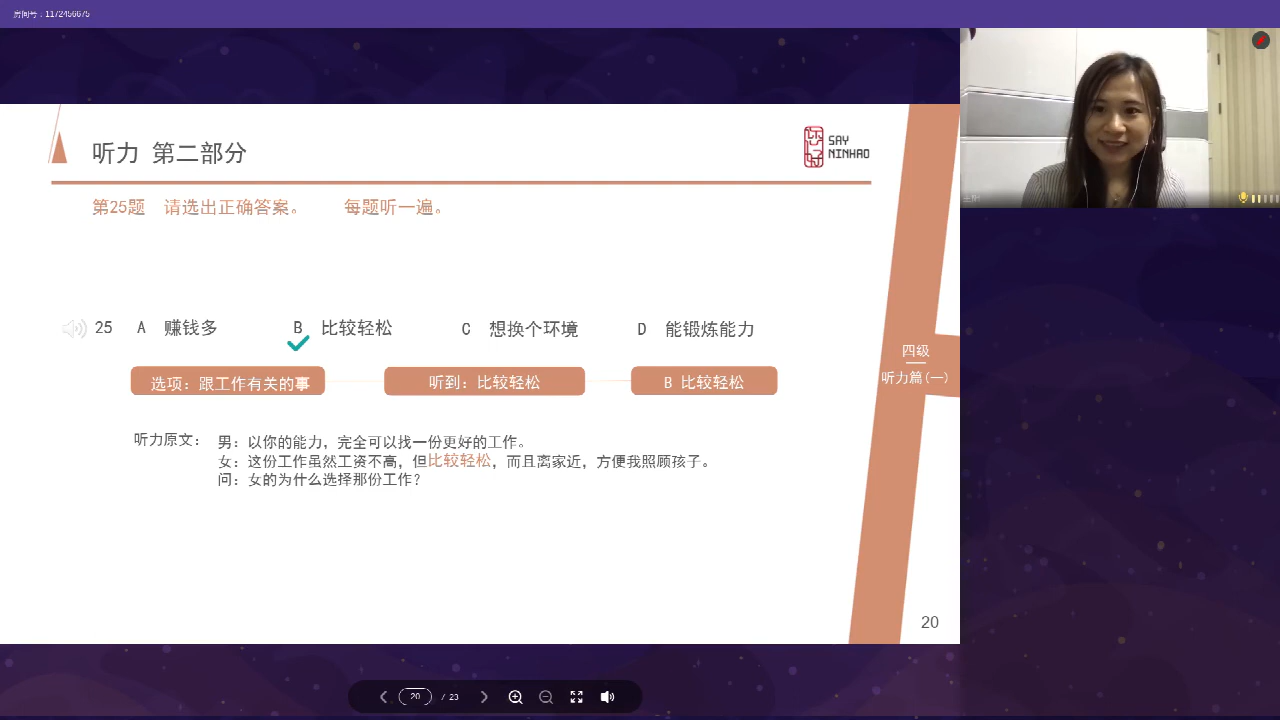 房间号：1172456675
听力 第二部分
SAY
NINHAO
第25题 请选出正确答案。 每题听一遍。
25 A 赚钱多 B 比较轻松 C 想换个环境 D 能锻炼能力
选项：跟工作有关的事 听到：比较轻松 B 比较轻松
四级
听力篇(一)
听力原文： 男：以你的能力，完全可以找一份更好的工作。
女：这份工作虽然工资不高，但比较轻松，而且离家近，方便我照顾孩子。
问：女的为什么选择那份工作？
20
20 / 23